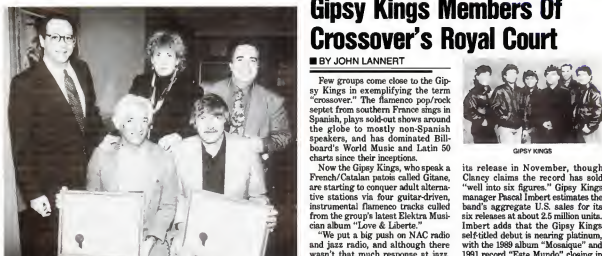 Gipsy Kings Members Of
Crossover's Royal Court
■ BY JOHN LANNERT
Few groups come close to the Gip-
sy Kings in exemplifying the term
"crossover." The flamenco pop/rock
septet from southern France sings in
Spanish, plays sold-out shows around
the globe to mostly non-Spanish
speakers, and has dominated Bill-
board's World Music and Latin 50
charts since their inceptions.
Now the Gipsy Kings, who speak a
French/Catalan patois called Gitane,
are starting to conquer adult alterna-
tive stations via four guitar-driven,
instrumental flamenco tracks culled
from the group's latest Elektra Musi-
cian album "Love & Liberte."
"We put a big push on NAC radio
and jazz radio, and although there
wasn't that much response at jazz
GIPSY KINGS
its release in November, though
Clancy claims the record has sold
"well into six figures." Gipsy Kings
manager Pascal Imbert estimates the
band's aggregate U.S. sales for its
six releases at about 2.5 million units.
Imbert adds that the Gipsy Kings
self-titled debut is nearing platinum,
with the 1989 album "Mosaique" and
1991 record "Este Mundo" closing in